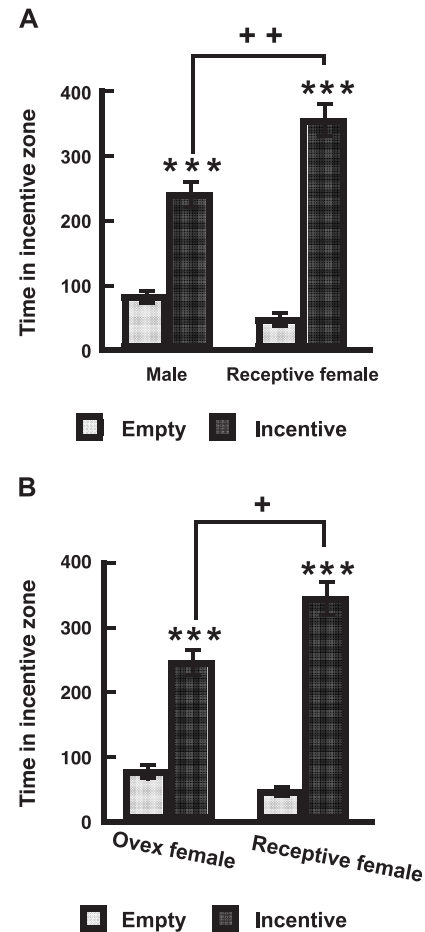 A
+ +
***
400
***
300
200
100
0
Time in incentive zone
Male Receptive female
Empty Incentive
B
+
***
400
300
***
200
100
0
Time in incentive zone
Ovex female Receptive female
Empty Incentive